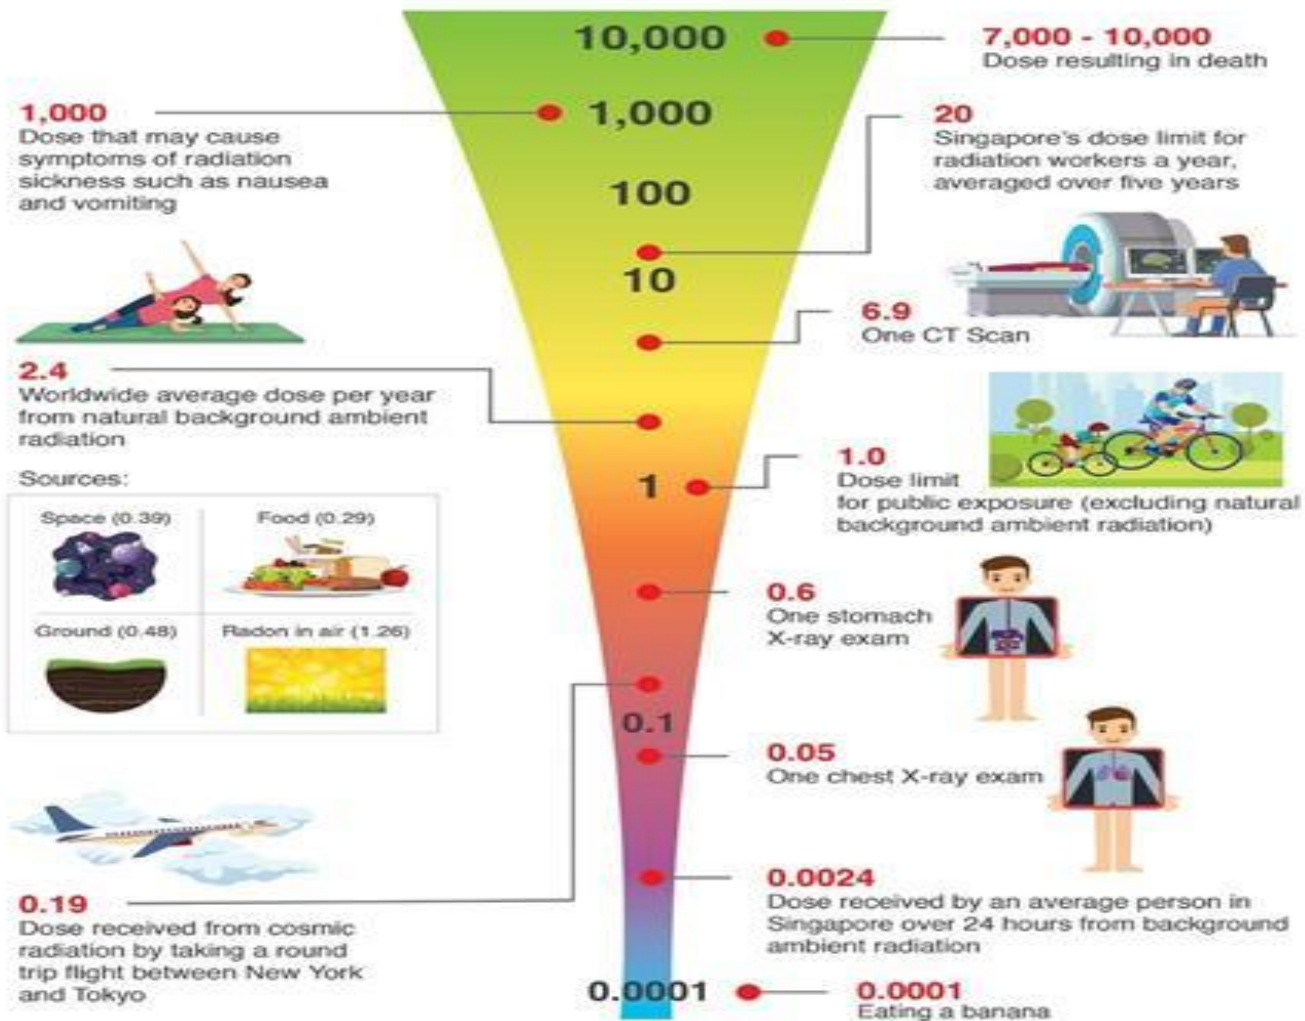 10,000
7,000 - 10,000
Dose resulting in death
1,000
1,000
Dose that may cause
symptoms of radiation
sickness such as nausea
and vomiting
20
Singapore's dose limit for
radiation workers a year,
averaged over five years
100
10
6.9
One CT Scan
2.4
Worldwide average dose per year
from natural background ambient
radiation
Sources:
Space (0.39)
Food (0.29)
Ground (0.48)
Radon in air (1.26)
1
1.0
Dose limit
for public exposure (excluding natural
background ambient radiation)
0.6
One stomach
X-ray exam
0.1
0.05
One chest X-ray exam
0.19
Dose received from cosmic
radiation by taking a round
trip flight between New York
and Tokyo
0.0024
Dose received by an average person in
Singapore over 24 hours from background
ambient radiation
0.0001
0.0001
Eating a banana